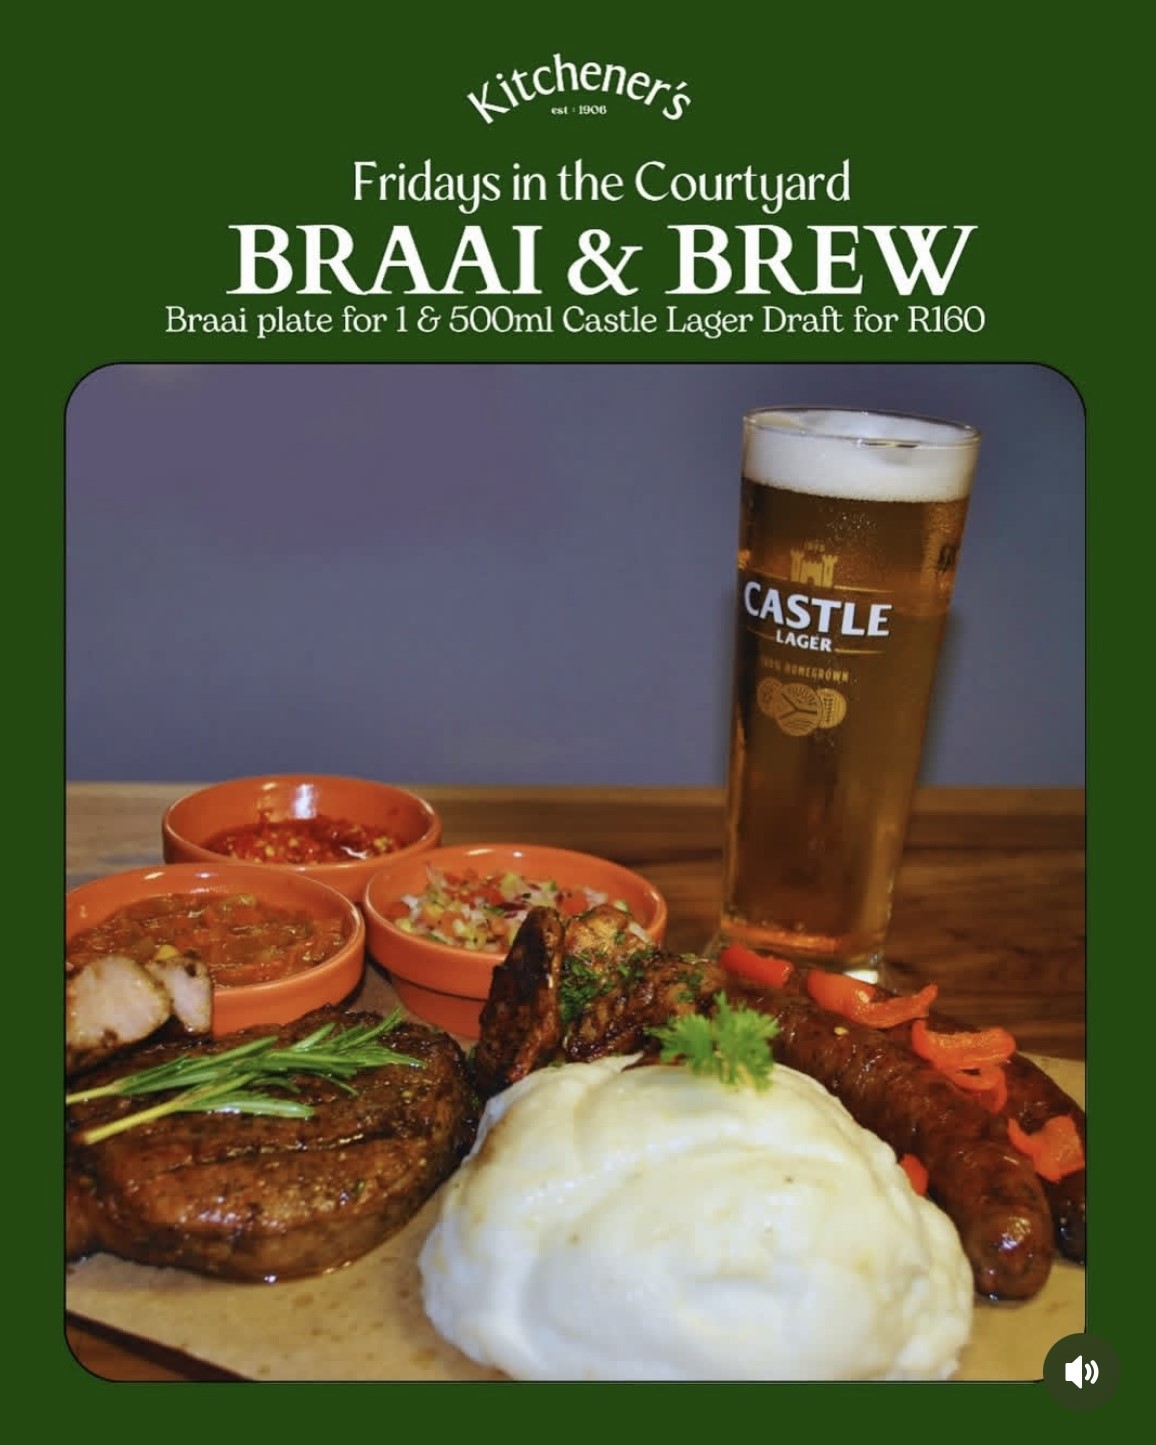 Kitchener's
est : 1906
Fridays in the Courtyard
BRAAI & BREW
Braai plate for 1 & 500ml Castle Lager Draft for R160
CASTLE
LAGER
100% HOMEGROWN